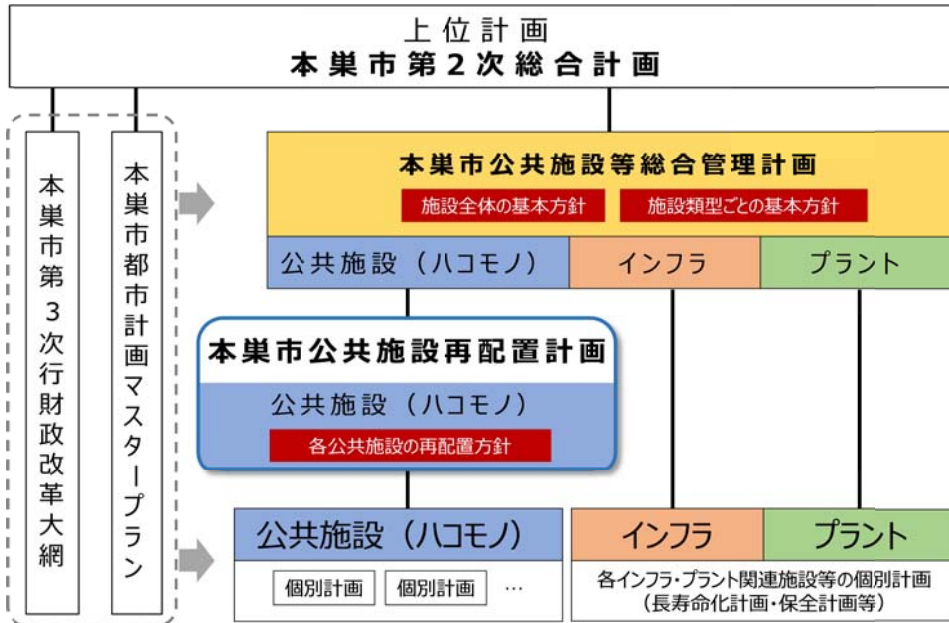 上位計画
本巣市第2次総合計画
本巣市第3次行財政改革大綱
本巣市都市計画マスタープラン
本巣市公共施設等総合管理計画
施設全体の基本方針
施設類型ごとの基本方針
公共施設（ハコモノ）
インフラ
プラント
本巣市公共施設再配置計画
公共施設（ハコモノ）
各公共施設の再配置方針
公共施設（ハコモノ）
インフラ
プラント
個別計画
個別計画
…
各インフラ・プラント関連施設等の個別計画
（長寿命化計画・保全計画等）